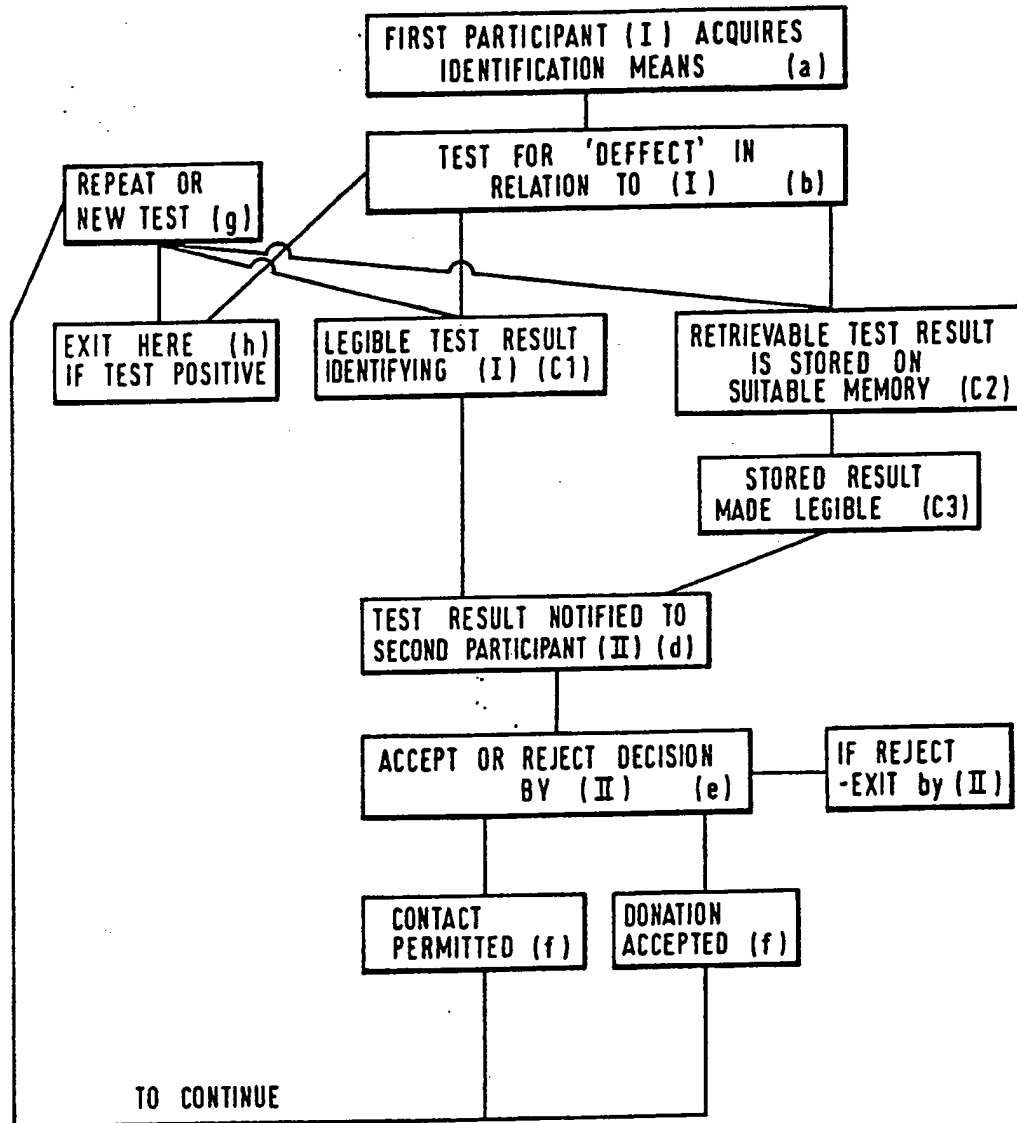 FIRST PARTICIPANT (I) ACQUIRES
IDENTIFICATION MEANS (a)
TEST FOR 'DEFFECT' IN
RELATION TO (I) (b)
REPEAT OR
NEW TEST (g)
EXIT HERE (h)
IF TEST POSITIVE
LEGIBLE TEST RESULT
IDENTIFYING (I) (C1)
RETRIEVABLE TEST RESULT
IS STORED ON
SUITABLE MEMORY (C2)
STORED RESULT
MADE LEGIBLE (C3)
TEST RESULT NOTIFIED TO
SECOND PARTICIPANT (II) (d)
ACCEPT OR REJECT DECISION
BY (II) (e)
IF REJECT
-EXIT by (II)
CONTACT
PERMITTED (f)
DONATION
ACCEPTED (f)
TO CONTINUE